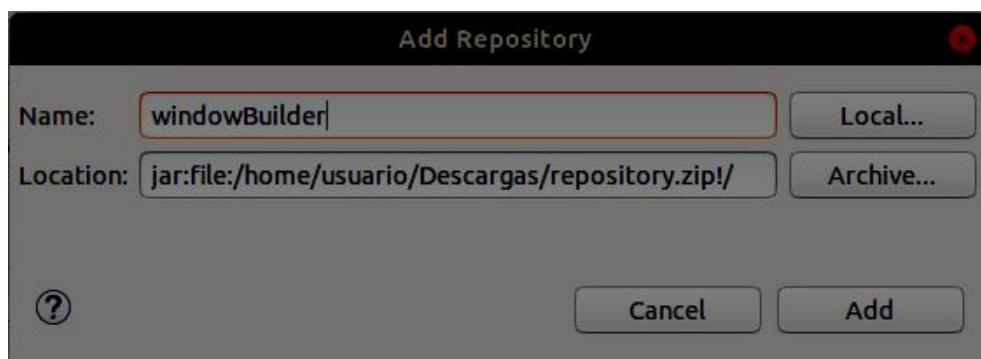 Add Repository
Name: windowBuilder Local...
Location: jar:file:/home/usuario/Descargas/repository.zip!/ Archive...
? Cancel Add